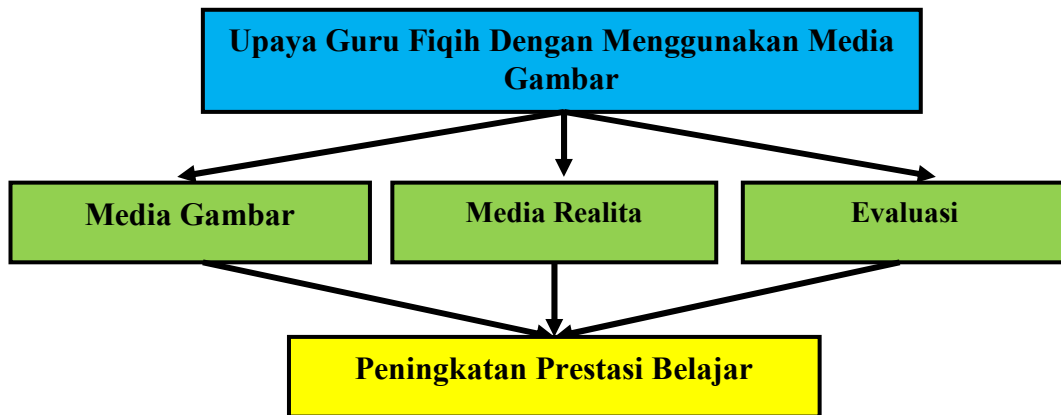 Upaya Guru Fiqih Dengan Menggunakan Media
Gambar
Media Gambar
Media Realita
Evaluasi
Peningkatan Prestasi Belajar